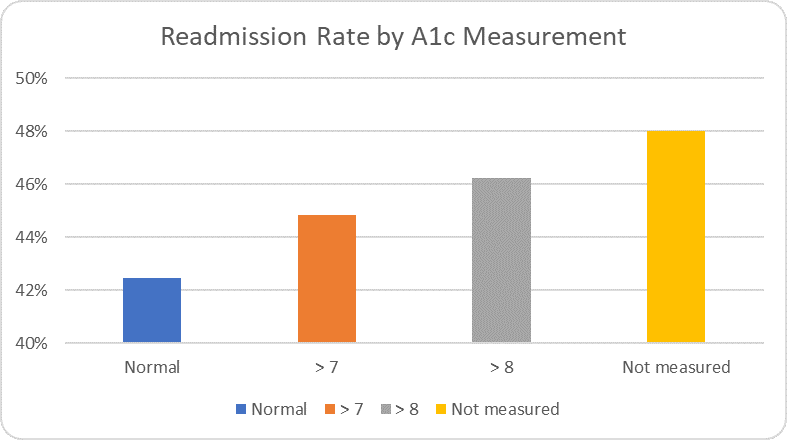 Readmission Rate by A1c Measurement
50%
48%
46%
44%
42%
40%
Normal > 7 > 8 Not measured
Normal > 7 > 8 Not measured